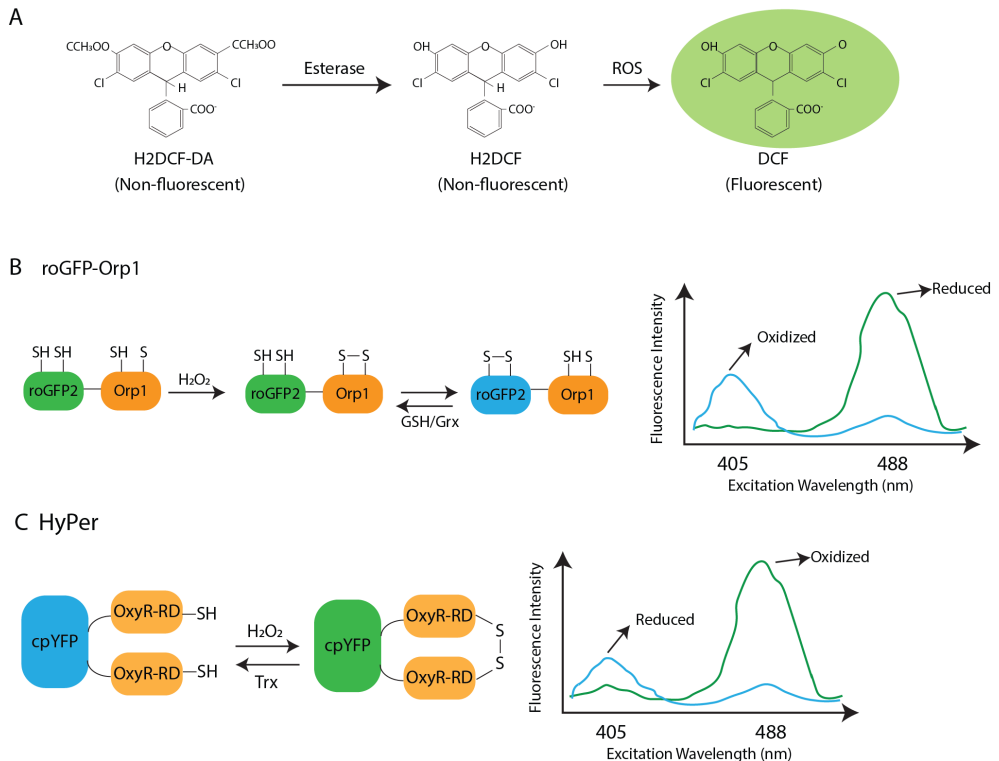 A
CCH3OO O CCH3OO
Cl H Cl
COO-
H2DCF-DA
(Non-fluorescent)
Esterase
OH O OH
Cl H Cl
COO-
H2DCF
(Non-fluorescent)
ROS
OH O O
Cl Cl
COO-
DCF
(Fluorescent)
B roGFP-Orp1
SH SH SH S
roGFP2 Orp1
H₂O₂
SH SH S S
roGFP2 Orp1
GSH/Grx
S S SH S
roGFP2 Orp1
Fluorescence Intensity
Oxidized
Reduced
405 488
Excitation Wavelength (nm)
C HyPer
cpYFP
OxyR-RD SH
OxyR-RD SH
H₂O₂
Trx
cpYFP
OxyR-RD S
OxyR-RD S
Fluorescence Intensity
Reduced
Oxidized
405 488
Excitation Wavelength (nm)